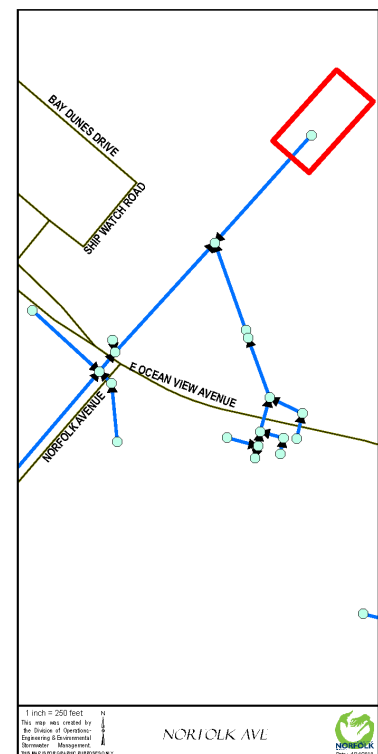 BAY DUNES DRIVE
SHIP WATCH ROAD
E OCEAN VIEW AVENUE
NORFOLK AVENUE
1 inch = 250 feet
N
This map was created by
the Division of Operations-
Engineering & Environmental
Stormwater Management.
NORFOLK AVE
NORFOLK